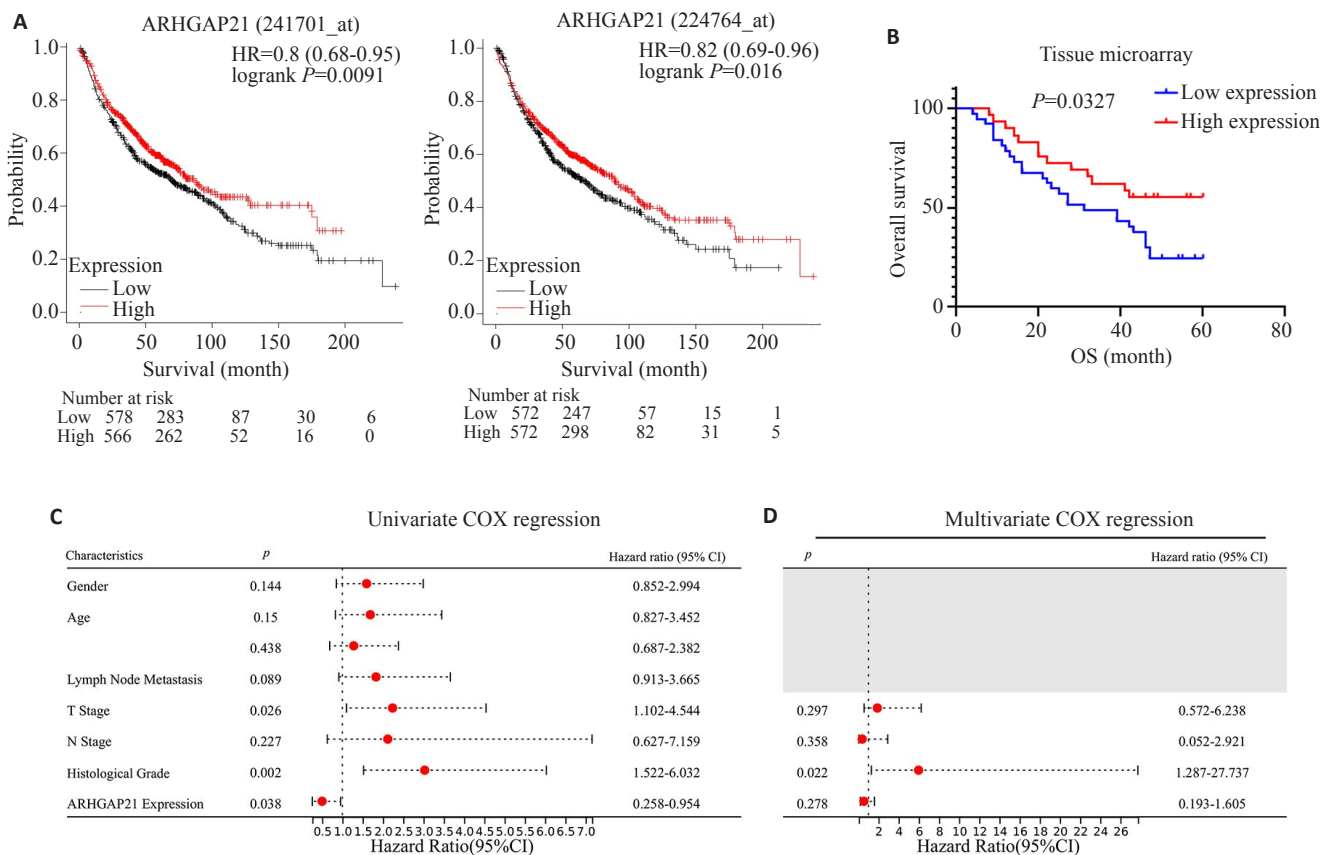 A
ARHGAP21 (241701_at)
HR=0.8 (0.68-0.95)
logrank P=0.0091
1.0
0.8
0.6
0.4
0.2
0.0
Probability
Expression
Low
High
0 50 100 150 200
Survival (month)
Number at risk
Low 578 283 87 30 6
High 566 262 52 16 0
ARHGAP21 (224764_at)
HR=0.82 (0.69-0.96)
logrank P=0.016
1.0
0.8
0.6
0.4
0.2
0.0
Probability
Expression
Low
High
0 50 100 150 200
Survival (month)
Number at risk
Low 572 247 57 15 1
High 572 298 82 31 5
B
Tissue microarray
P=0.0327
Low expression
High expression
100
50
0
Overall survival
0 20 40 60 80
OS (month)
C
Univariate COX regression
Characteristics p Hazard ratio (95% CI)
Gender 0.144 0.852-2.994
Age 0.15 0.827-3.452
0.438 0.687-2.382
Lymph Node Metastasis 0.089 0.913-3.665
T Stage 0.026 1.102-4.544
N Stage 0.227 0.627-7.159
Histological Grade 0.002 1.522-6.032
ARHGAP21 Expression 0.038 0.258-0.954
0.5 1.0 1.5 2.0 2.5 3.0 3.5 4.0 4.5 5.0 5.5 6.0 6.5 7.0
Hazard Ratio(95%CI)
D
Multivariate COX regression
p Hazard ratio (95% CI)
0.297 0.572-6.238
0.358 0.052-2.921
0.022 1.287-27.737
0.278 0.193-1.605
2 4 6 8 10 12 14 16 18 20 22 24 26
Hazard Ratio(95%CI)